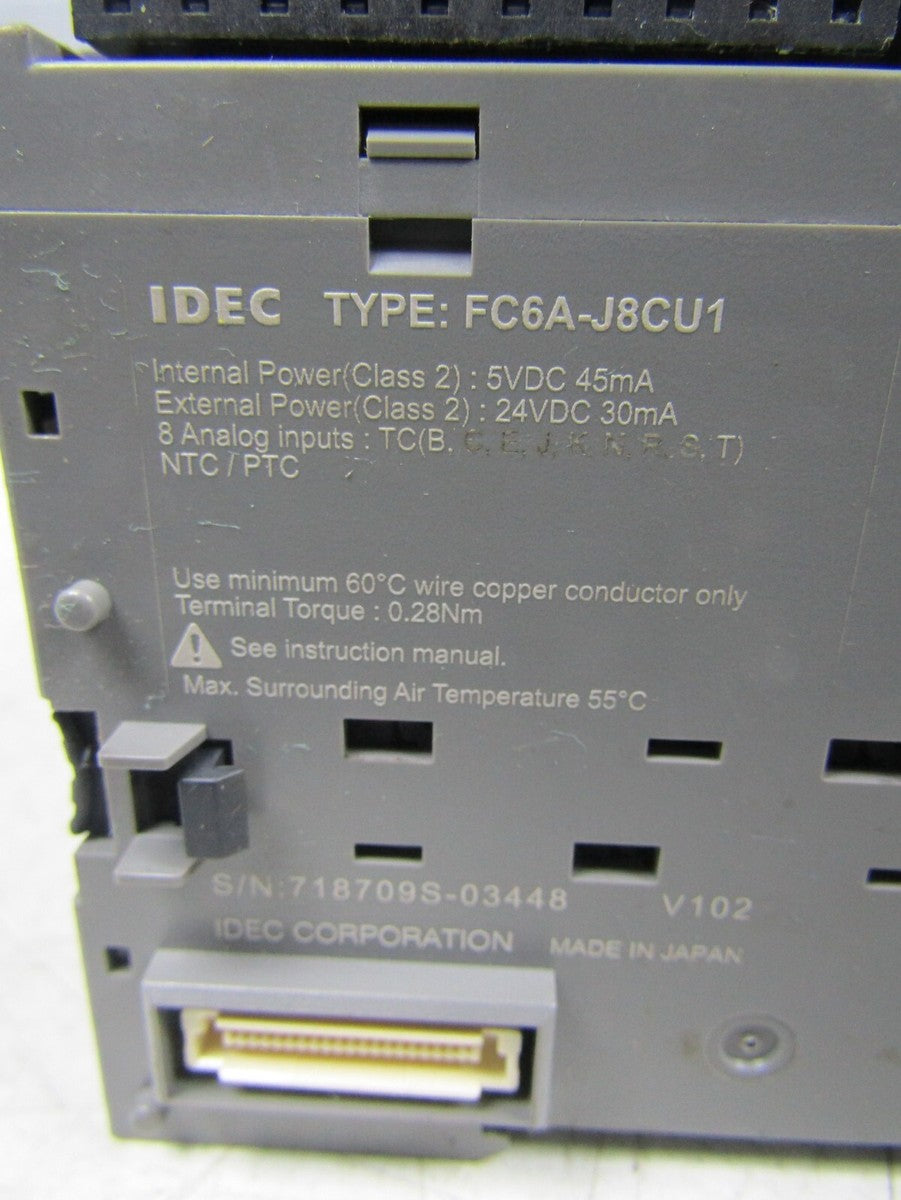 IDEC TYPE: FC6A-J8CU1
Internal Power(Class 2) : 5VDC 45mA
External Power(Class 2) : 24VDC 30mA
8 Analog inputs : TC(B, C, E, J, K, N, R, S, T)
NTC / PTC
Use minimum 60°C wire copper conductor only
Terminal Torque : 0.28Nm
See instruction manual.
Max. Surrounding Air Temperature 55°C
S/N:718709S-03448 V102
IDEC CORPORATION MADE IN JAPAN